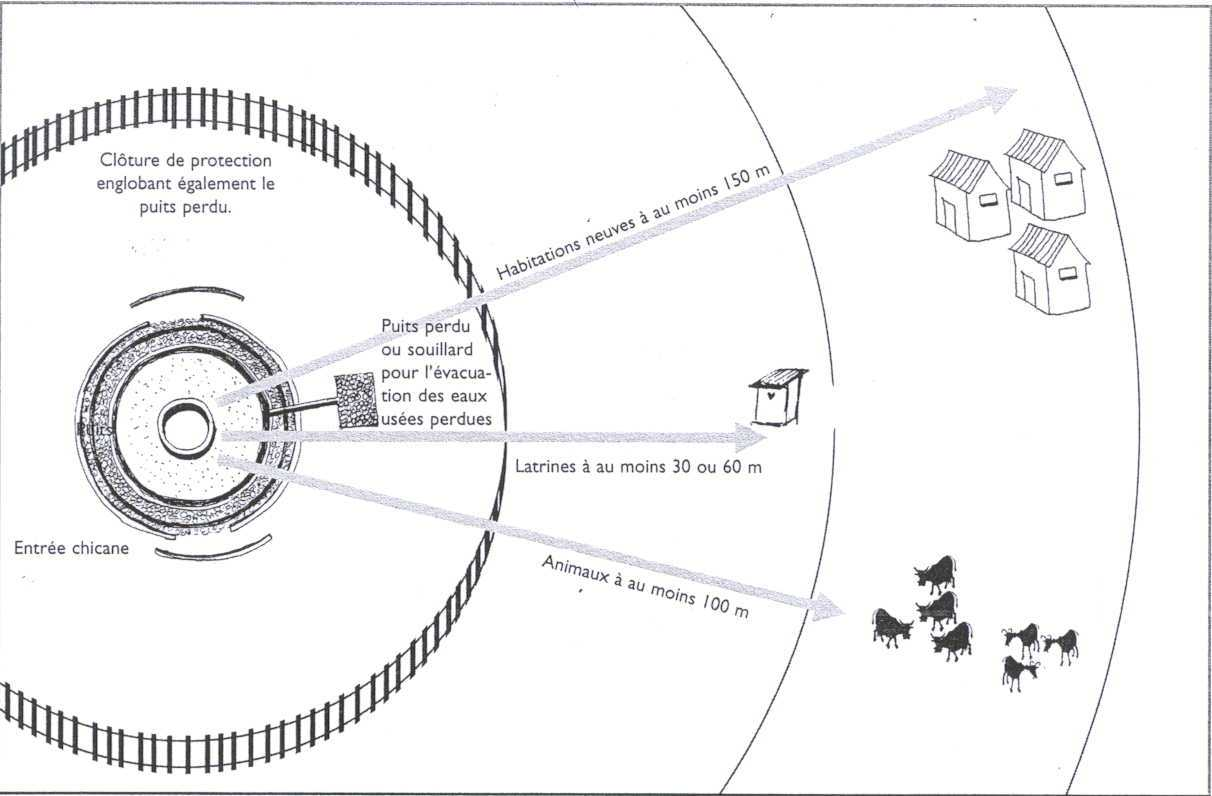 Clôture de protection
englobant également le
puits perdu.
Habitations neuves à au moins 150 m
Puits perdu
ou souillard
pour l'évacua-
tion des eaux
usées perdues
Puits
Latrines à au moins 30 ou 60 m
Entrée chicane
Animaux à au moins 100 m